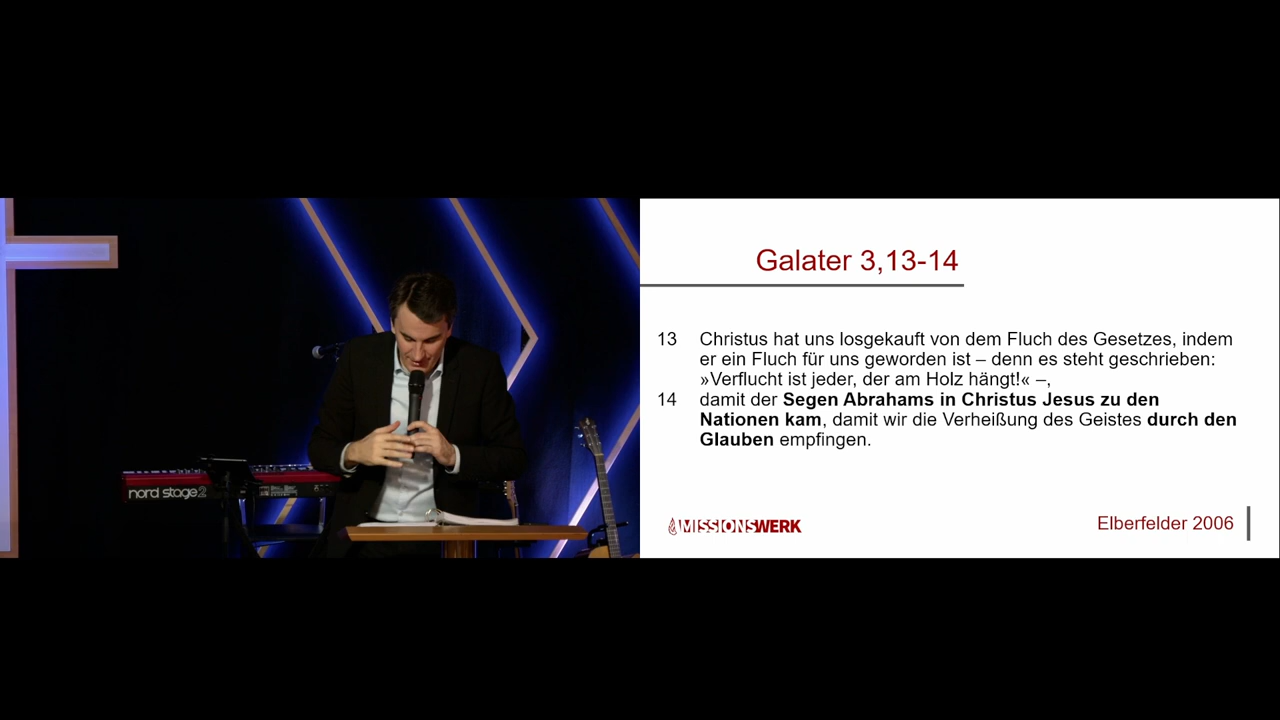 nord stage 2
Galater 3,13-14
13 Christus hat uns losgekauft von dem Fluch des Gesetzes, indem
er ein Fluch für uns geworden ist – denn es steht geschrieben:
»Verflucht ist jeder, der am Holz hängt!« –,
14 damit der Segen Abrahams in Christus Jesus zu den
Nationen kam, damit wir die Verheißung des Geistes durch den
Glauben empfingen.
MISSIONSWERK
Elberfelder 2006